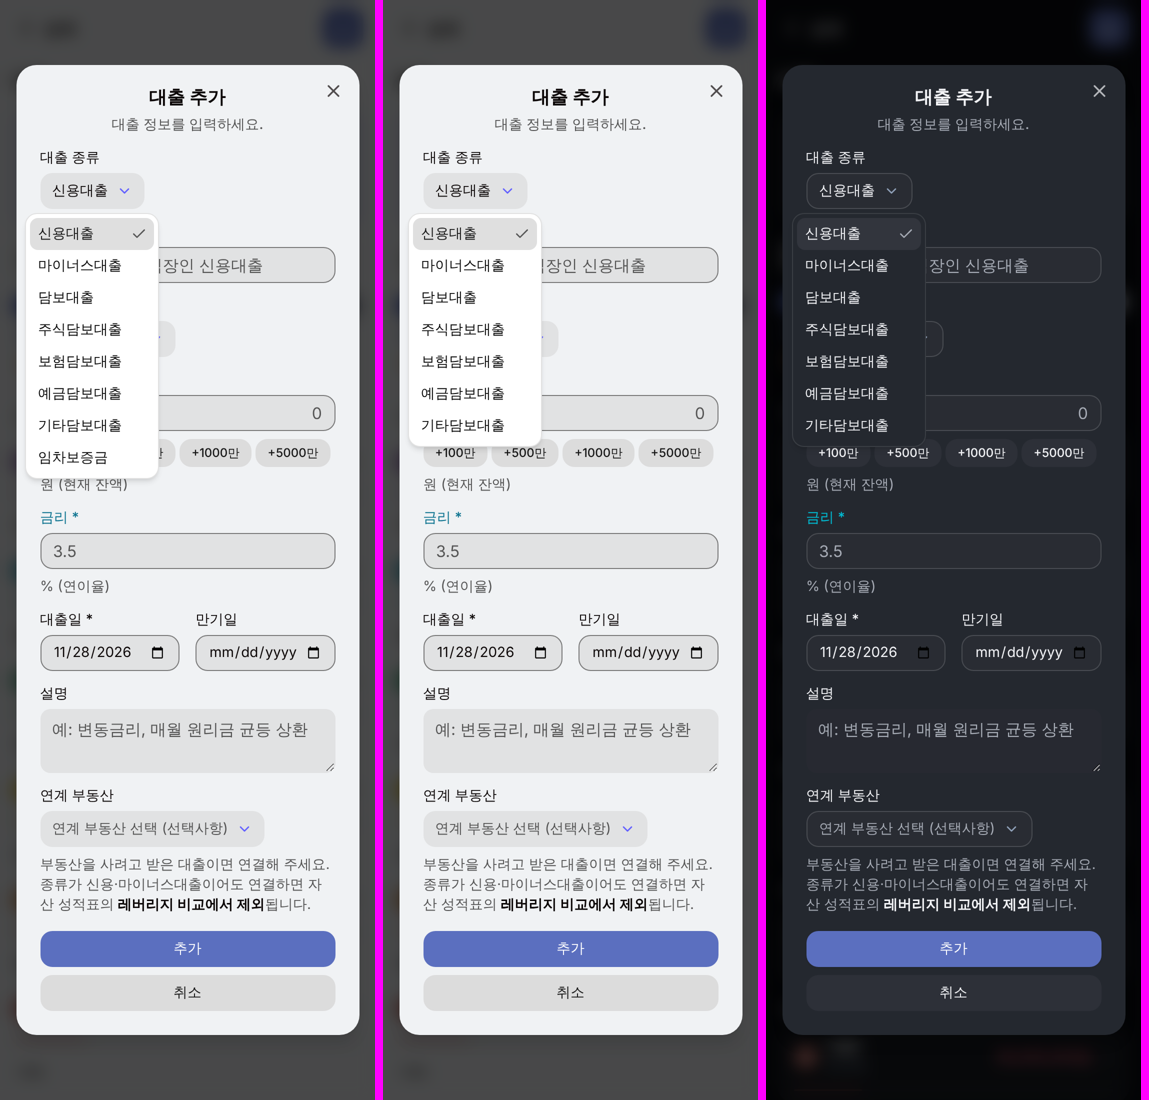 대출 추가
대출 정보를 입력하세요.
대출 종류
신용대출
신용대출
마이너스대출
담보대출
주식담보대출
보험담보대출
예금담보대출
기타담보대출
임차보증금
장인 신용대출
0
+1000만
+5000만
원 (현재 잔액)
금리 *
3.5
% (연이율)
대출일 *
만기일
11/28/2026
mm/dd/yyyy
설명
예: 변동금리, 매월 원리금 균등 상환
연계 부동산
연계 부동산 선택 (선택사항)
부동산을 사려고 받은 대출이면 연결해 주세요.
종류가 신용·마이너스대출이어도 연결하면 자
산 성적표의 레버리지 비교에서 제외됩니다.
추가
취소
대출 추가
대출 정보를 입력하세요.
대출 종류
신용대출
신용대출
마이너스대출
담보대출
주식담보대출
보험담보대출
예금담보대출
기타담보대출
장인 신용대출
0
+100만
+500만
+1000만
+5000만
원 (현재 잔액)
금리 *
3.5
% (연이율)
대출일 *
만기일
11/28/2026
mm/dd/yyyy
설명
예: 변동금리, 매월 원리금 균등 상환
연계 부동산
연계 부동산 선택 (선택사항)
부동산을 사려고 받은 대출이면 연결해 주세요.
종류가 신용·마이너스대출이어도 연결하면 자
산 성적표의 레버리지 비교에서 제외됩니다.
추가
취소
대출 추가
대출 정보를 입력하세요.
대출 종류
신용대출
신용대출
마이너스대출
담보대출
주식담보대출
보험담보대출
예금담보대출
기타담보대출
장인 신용대출
0
+100만
+500만
+1000만
+5000만
원 (현재 잔액)
금리 *
3.5
% (연이율)
대출일 *
만기일
11/28/2026
mm/dd/yyyy
설명
예: 변동금리, 매월 원리금 균등 상환
연계 부동산
연계 부동산 선택 (선택사항)
부동산을 사려고 받은 대출이면 연결해 주세요.
종류가 신용·마이너스대출이어도 연결하면 자
산 성적표의 레버리지 비교에서 제외됩니다.
추가
취소